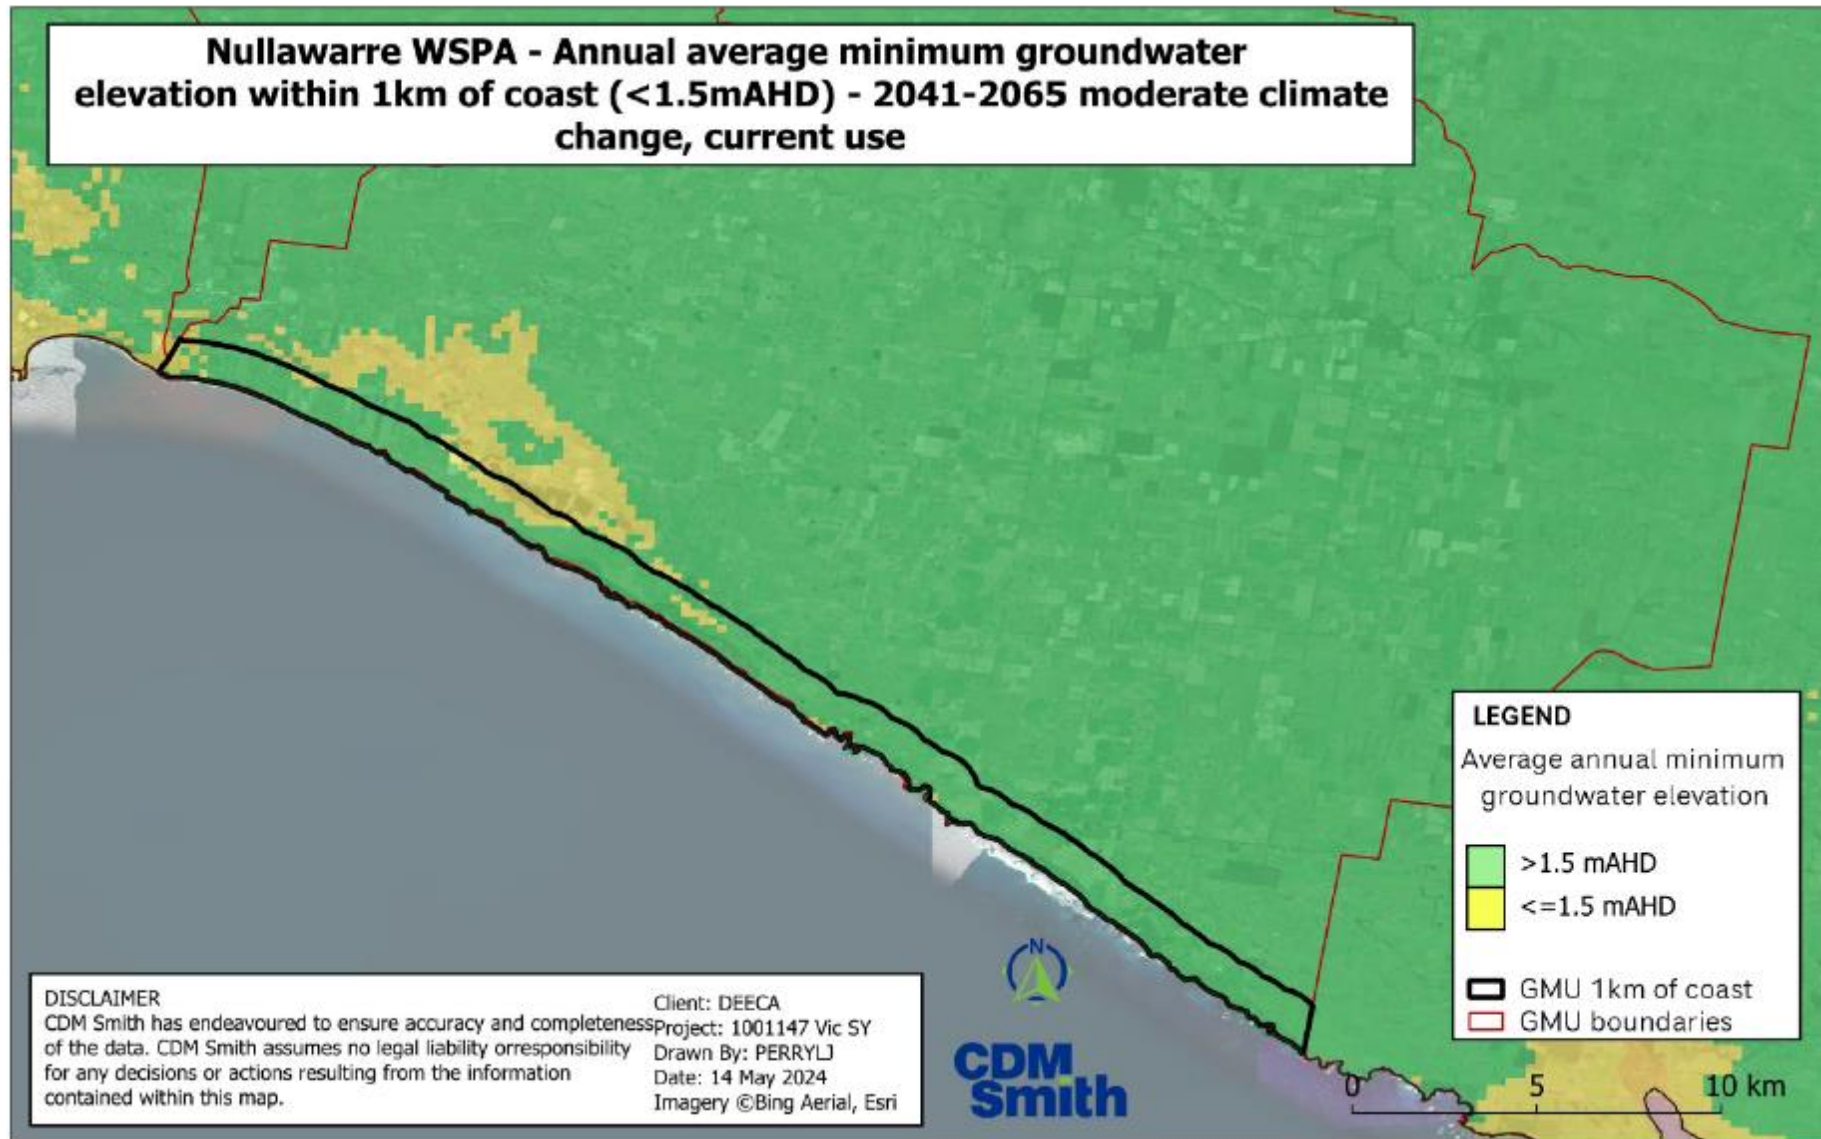 Nullawarre WSPA - Annual average minimum groundwater
elevation within 1km of coast (<1.5mAHD) - 2041-2065 moderate climate
change, current use
LEGEND
Average annual minimum
groundwater elevation
>1.5 mAHD
<=1.5 mAHD
GMU 1km of coast
GMU boundaries
N
CDM
Smith
0 5 10 km
DISCLAIMER
CDM Smith has endeavoured to ensure accuracy and completeness
of the data. CDM Smith assumes no legal liability orresponsibility
for any decisions or actions resulting from the information
contained within this map.
Client: DEECA
Project: 1001147 Vic SY
Drawn By: PERRYLJ
Date: 14 May 2024
Imagery ©Bing Aerial, Esri